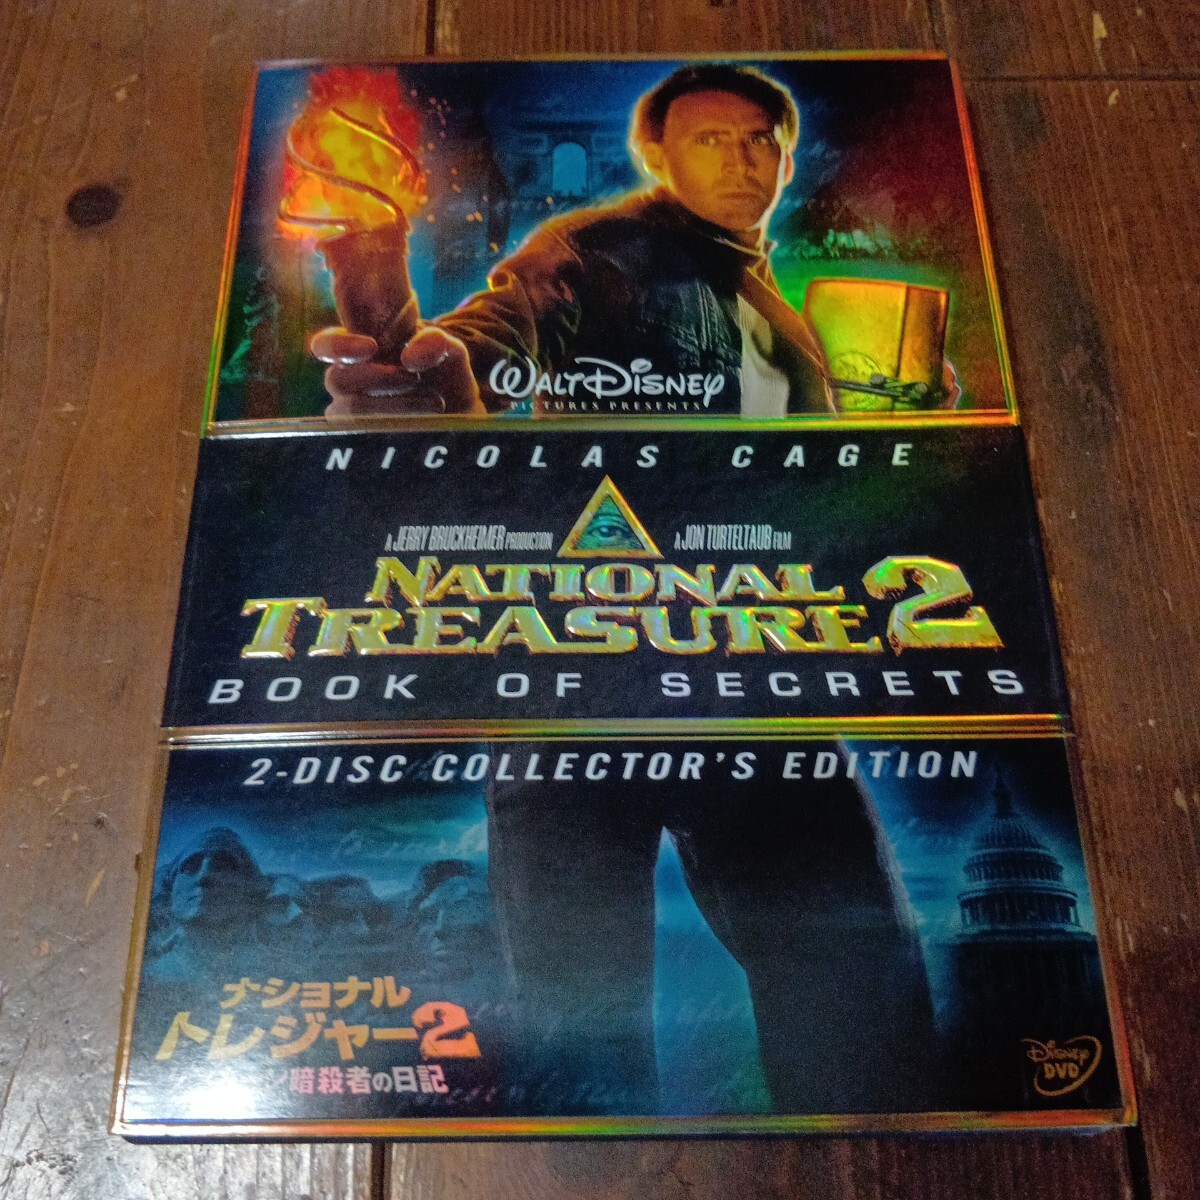 WALT DISNEY
PICTURES PRESENTS
NICOLAS CAGE
A JERRY BRUCKHEIMER PRODUCTION
A JON TURTELTAUB FILM
NATIONAL
TREASURE 2
BOOK OF SECRETS
2-DISC COLLECTOR'S EDITION
ナショナル
トレジャー2
暗殺者の日記
DISNEY
DVD